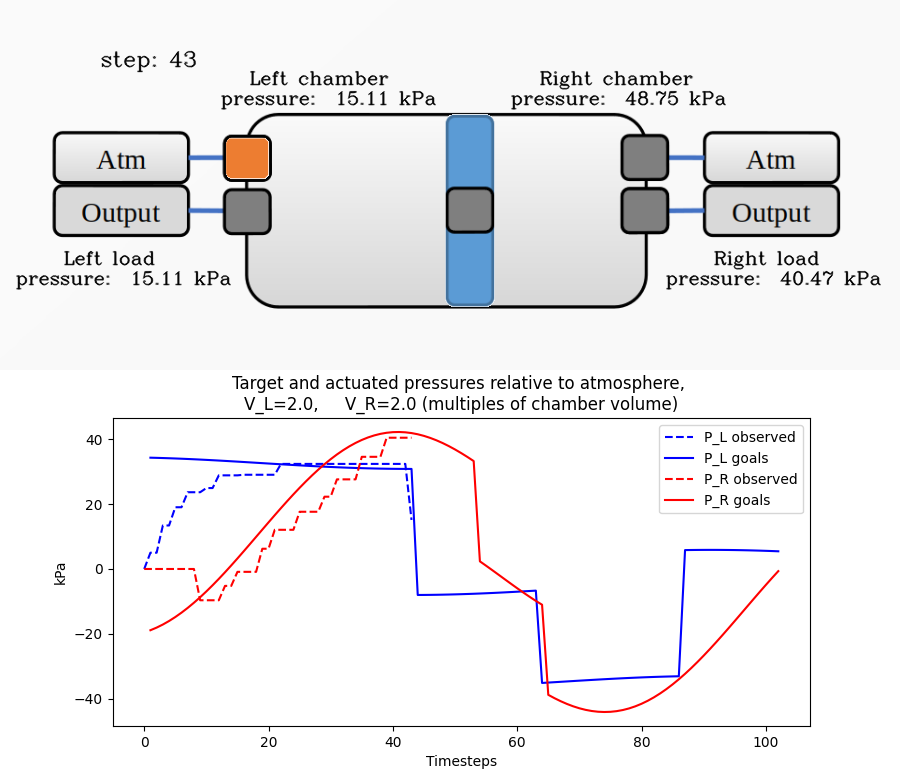 step: 43
Left chamber
pressure: 15.11 kPa
Right chamber
pressure: 48.75 kPa
Atm
Atm
Output
Output
Left load
pressure: 15.11 kPa
Right load
pressure: 40.47 kPa
Target and actuated pressures relative to atmosphere,
V_L=2.0, V_R=2.0 (multiples of chamber volume)
P_L observed
P_L goals
P_R observed
P_R goals
40
20
0
−20
−40
kPa
0 20 40 60 80 100
Timesteps